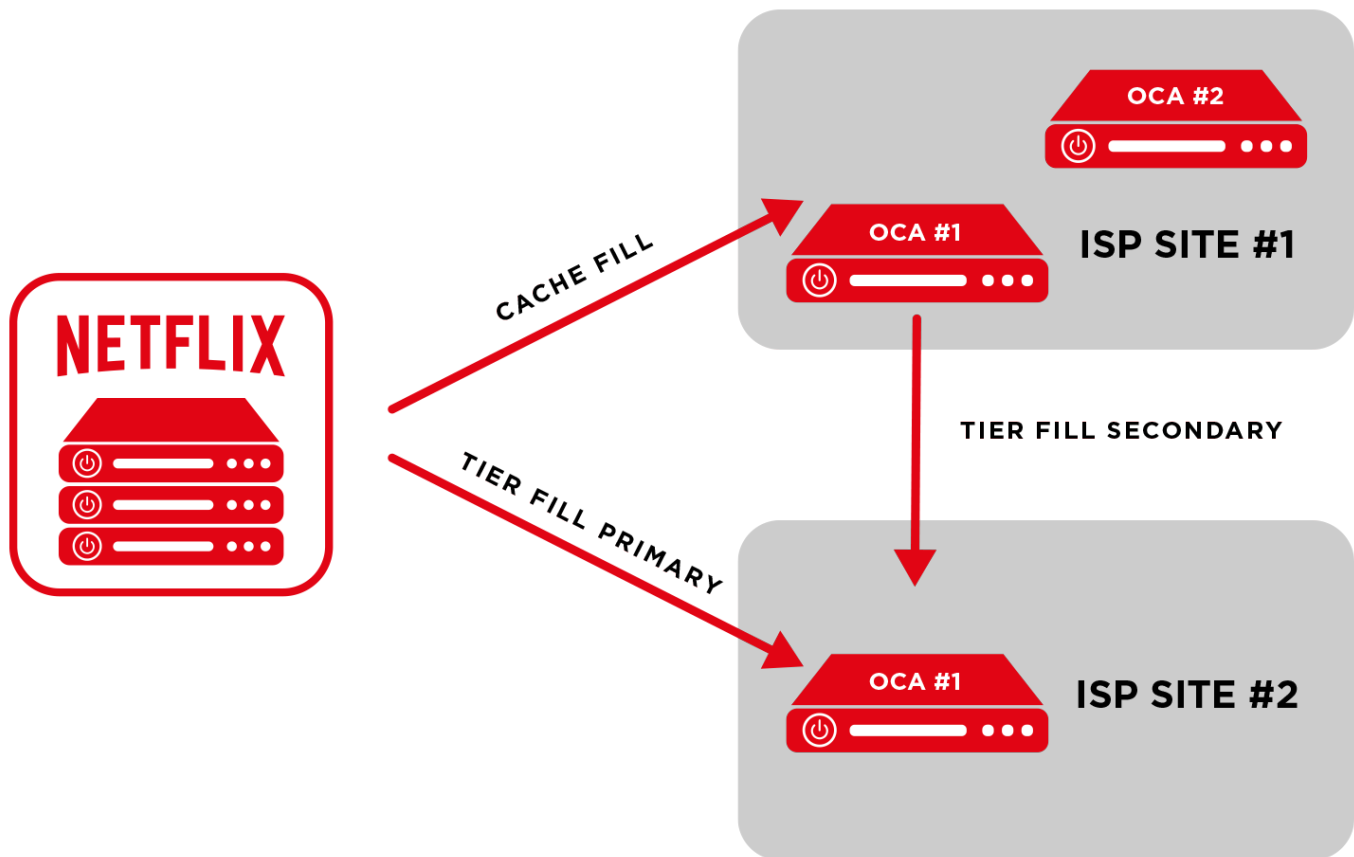 NETFLIX
CACHE FILL
TIER FILL PRIMARY
OCA #2
OCA #1
ISP SITE #1
TIER FILL SECONDARY
OCA #1
ISP SITE #2